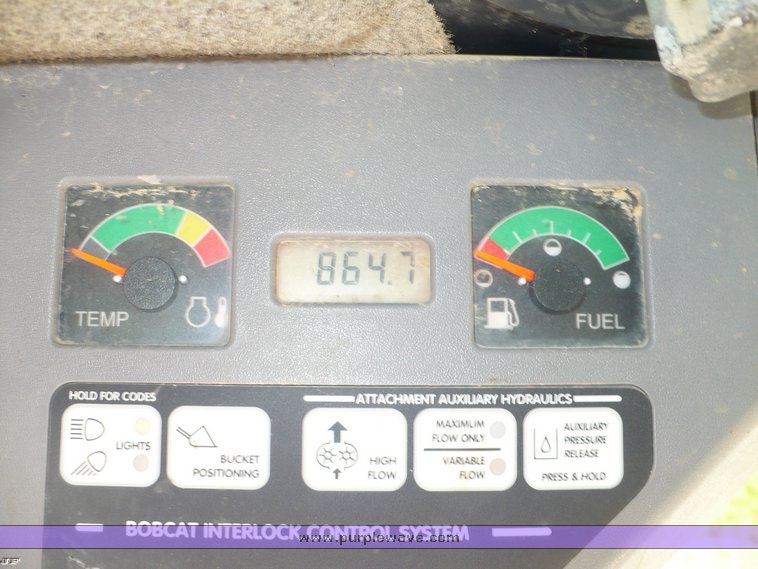 864.7
TEMP
FUEL
HOLD FOR CODES
ATTACHMENT AUXILIARY HYDRAULICS
LIGHTS
BUCKET
POSITIONING
HIGH
FLOW
MAXIMUM
FLOW ONLY
VARIABLE
FLOW
AUXILIARY
PRESSURE
RELEASE
PRESS & HOLD
BOBCAT INTERLOCK CONTROL SYSTEM
www.purplewave.com